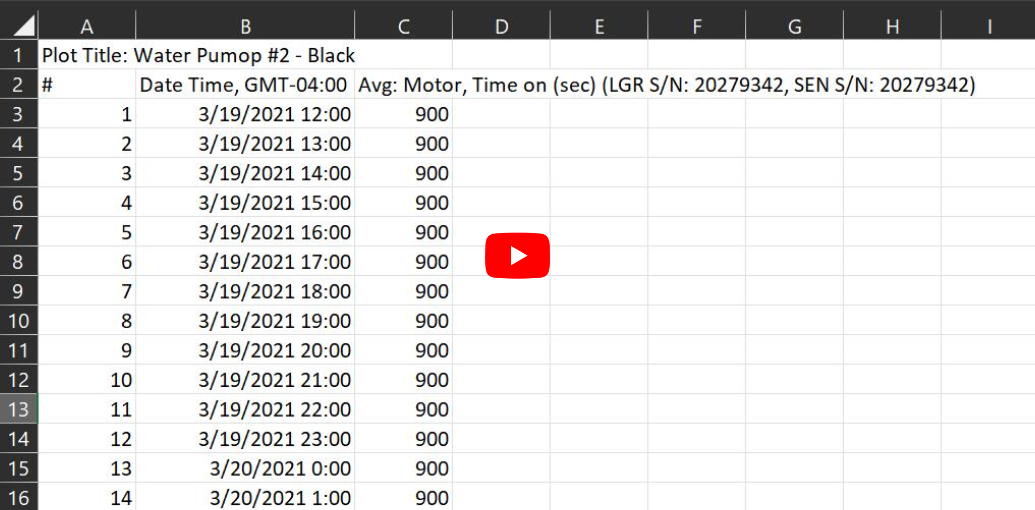 A B C D E F G H I
1 Plot Title: Water Pumop #2 - Black
2 # Date Time, GMT-04:00 Avg: Motor, Time on (sec) (LGR S/N: 20279342, SEN S/N: 20279342)
3 1 3/19/2021 12:00 900
4 2 3/19/2021 13:00 900
5 3 3/19/2021 14:00 900
6 4 3/19/2021 15:00 900
7 5 3/19/2021 16:00 900
8 6 3/19/2021 17:00 900
9 7 3/19/2021 18:00 900
10 8 3/19/2021 19:00 900
11 9 3/19/2021 20:00 900
12 10 3/19/2021 21:00 900
13 11 3/19/2021 22:00 900
14 12 3/19/2021 23:00 900
15 13 3/20/2021 0:00 900
16 14 3/20/2021 1:00 900